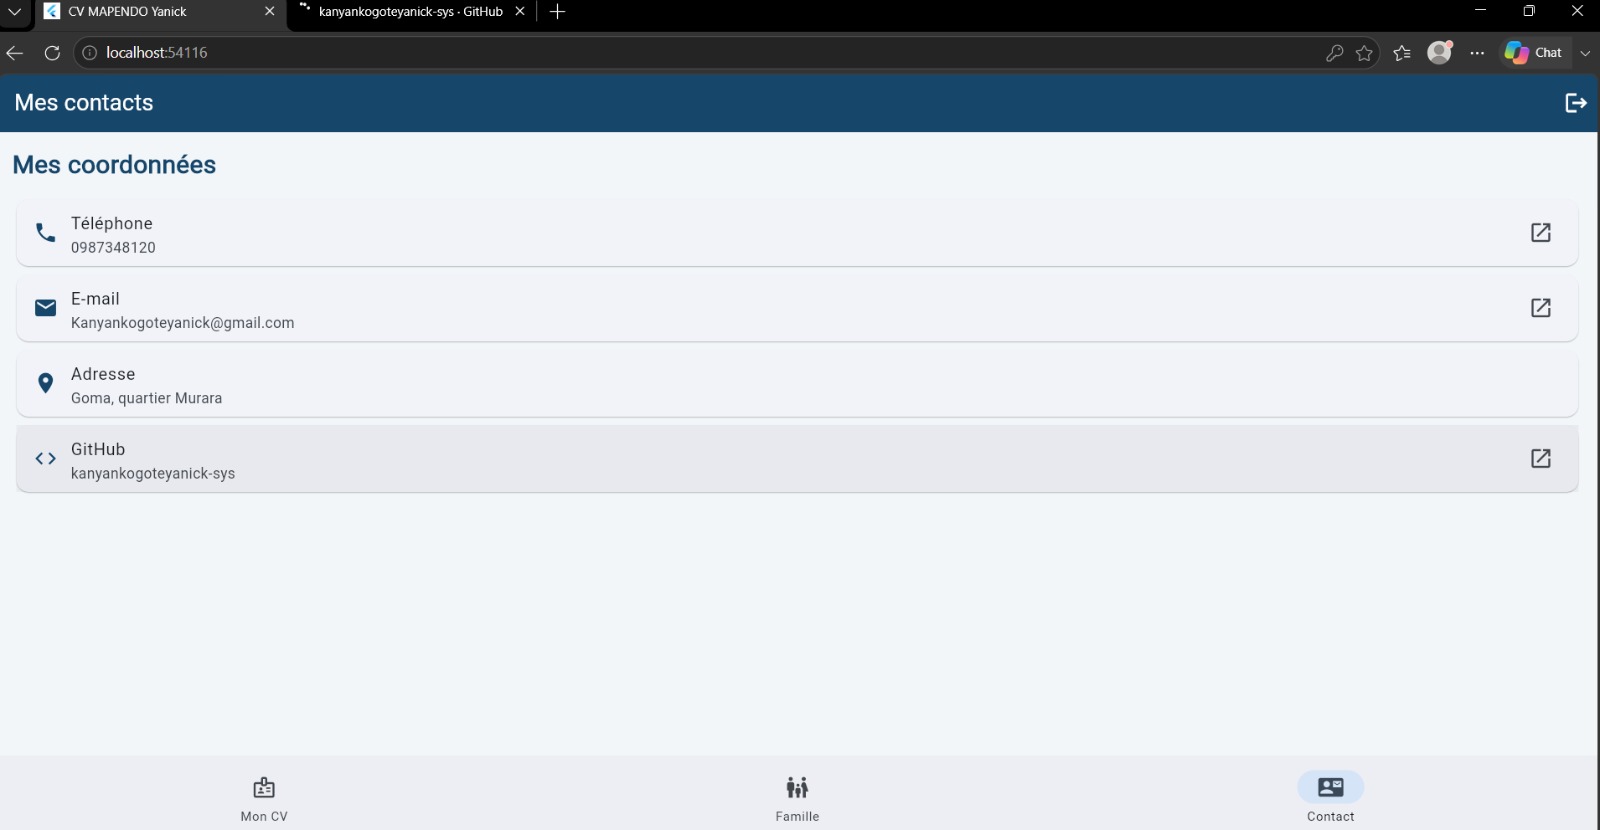 CV MAPENDO Yanick
kanyankogoteyanick-sys · GitHub
localhost:54116
Chat
Mes contacts
Mes coordonnées
Téléphone
0987348120
E-mail
Kanyankogoteyanick@gmail.com
Adresse
Goma, quartier Murara
GitHub
kanyankogoteyanick-sys
Mon CV
Famille
Contact